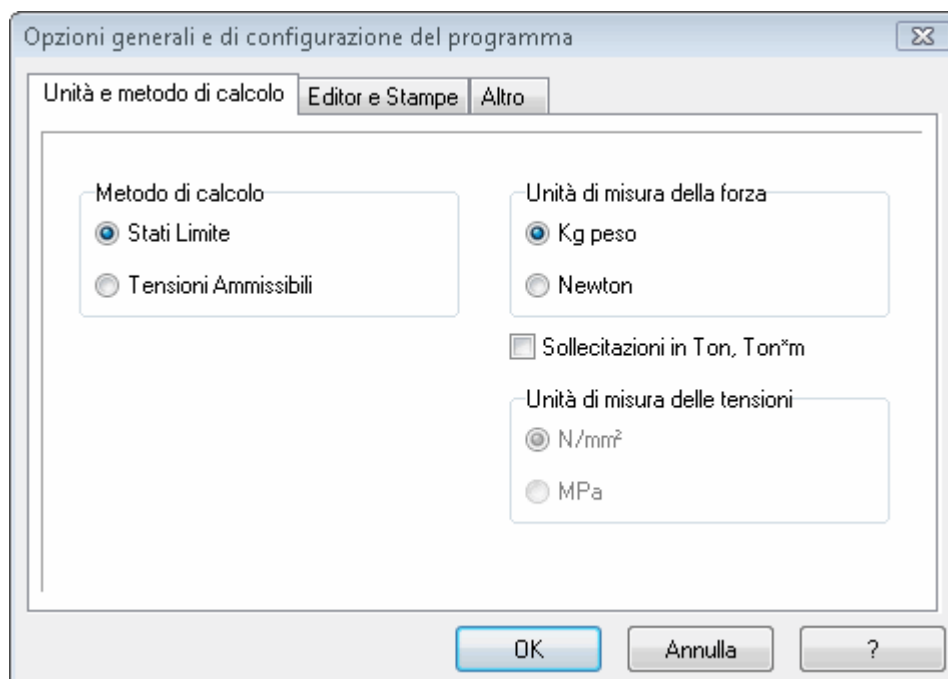 Opzioni generali e di configurazione del programma
Unità e metodo di calcolo
Editor e Stampe
Altro
Metodo di calcolo
Stati Limite
Tensioni Ammissibili
Unità di misura della forza
Kg peso
Newton
Sollecitazioni in Ton, Ton*m
Unità di misura delle tensioni
N/mm²
MPa
OK
Annulla
?